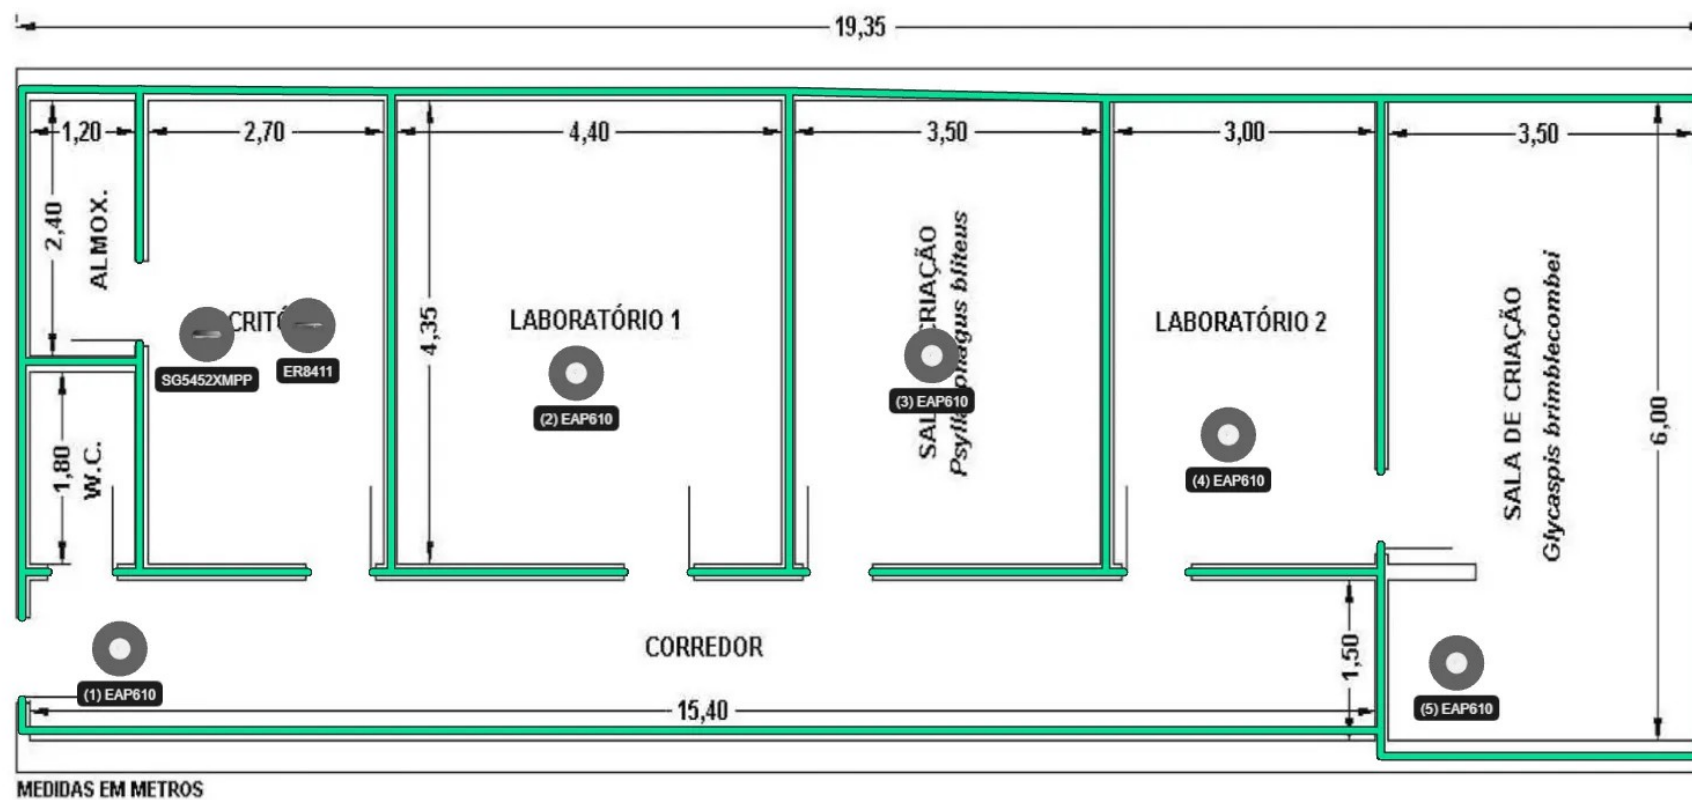 19,35
1,20
2,70
4,40
3,50
3,00
3,50
2,40
ALMOX.
4,35
CRITÓ
SG5452XMPP
ER8411
LABORATÓRIO 1
(2) EAP610
CRIAÇÃO
(3) EAP610
LABORATÓRIO 2
(4) EAP610
SALA DE CRIAÇÃO
Glycaspis brimblecombei
6,00
1,80
W.C.
CORREDOR
(1) EAP610
1,50
(5) EAP610
15,40
MEDIDAS EM METROS